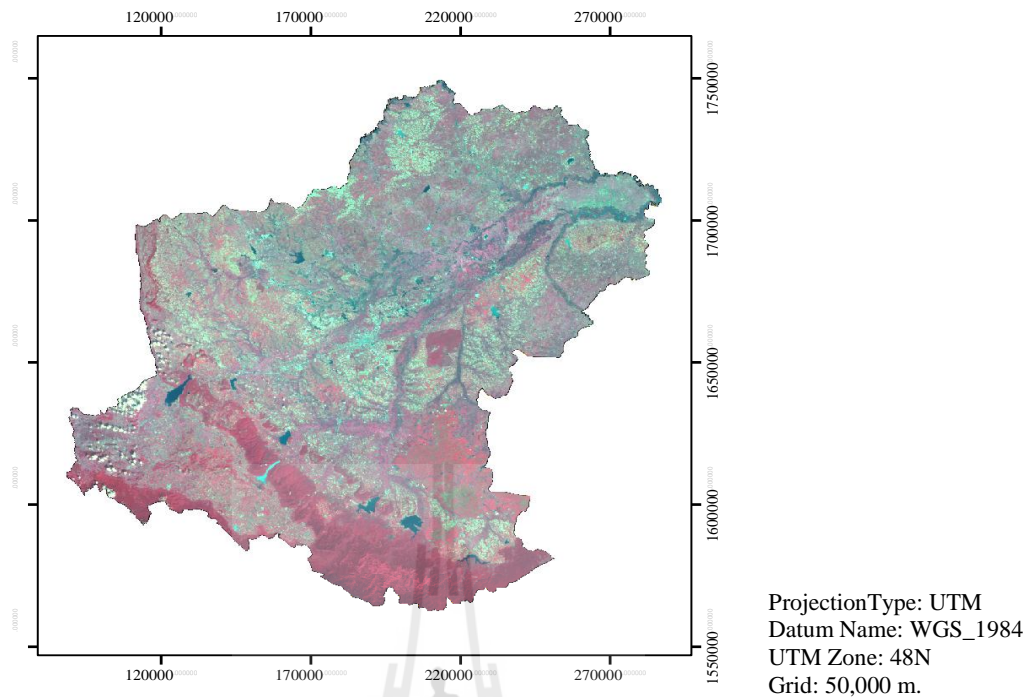 120000 170000 220000 270000
1750000
1700000
1650000
1600000
1550000
120000 170000 220000 270000
ProjectionType: UTM
Datum Name: WGS_1984
UTM Zone: 48N
Grid: 50,000 m.